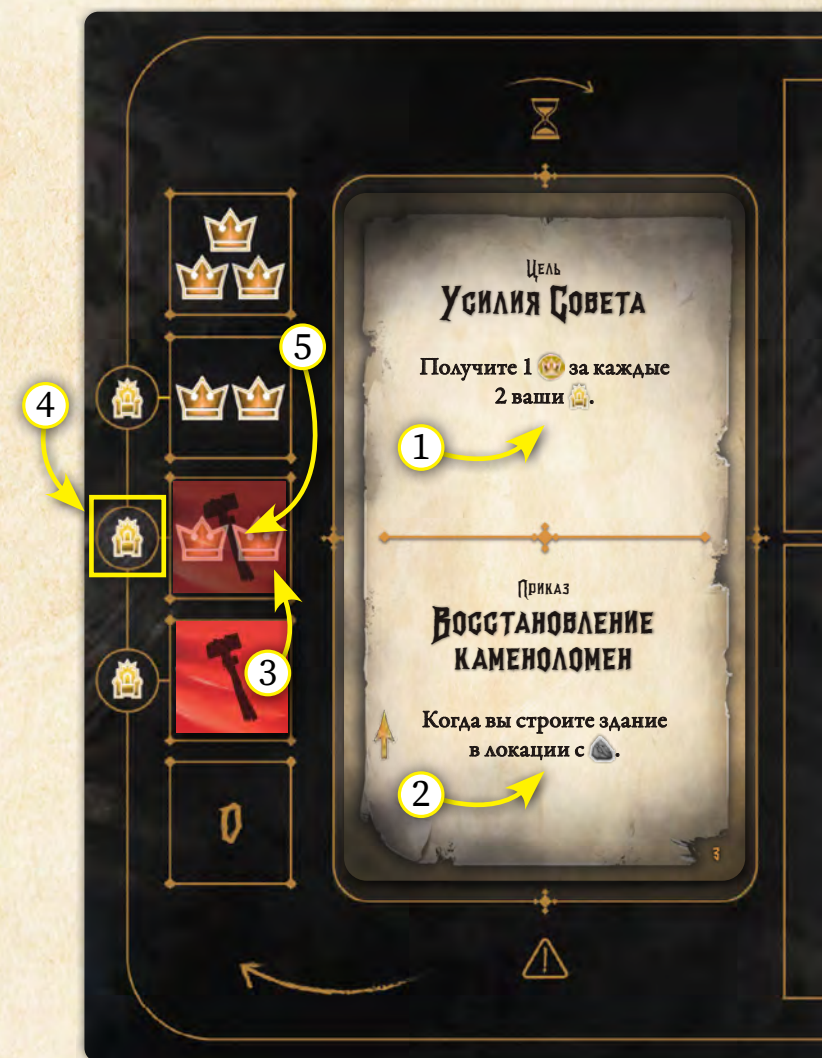 Цель
Усилия Совета
5
Получите 1 за каждые
2 ваши .
4
1
Приказ
Восстановление
каменоломен
3
Когда вы строите здание
в локации с .
2
0
3